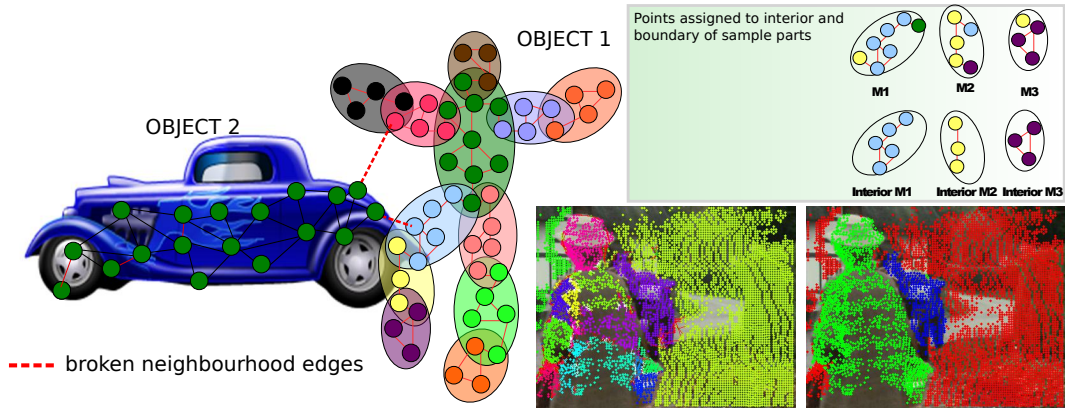 OBJECT 1
OBJECT 2
Points assigned to interior and
boundary of sample parts
M1
M2
M3
Interior M1
Interior M2
Interior M3
broken neighbourhood edges